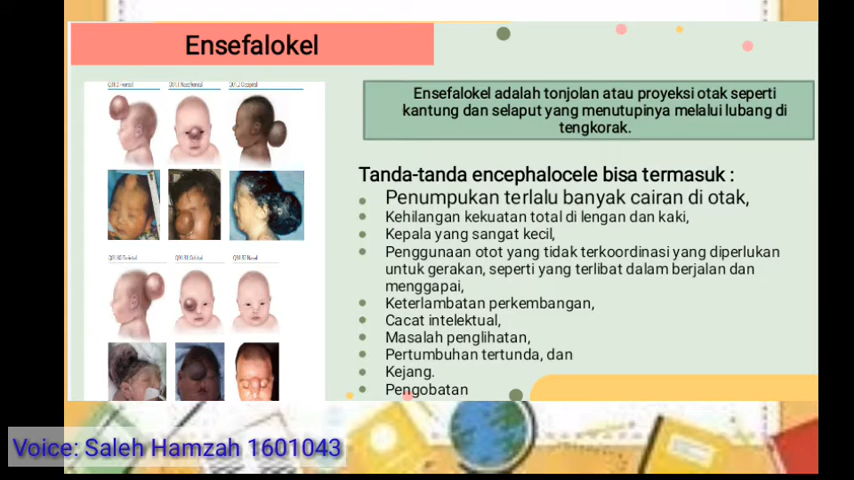 Ensefalokel
Ensefalokel adalah tonjolan atau proyeksi otak seperti
kantung dan selaput yang menutupinya melalui lubang di
tengkorak.
Tanda-tanda encephalocele bisa termasuk :
Penumpukan terlalu banyak cairan di otak,
Kehilangan kekuatan total di lengan dan kaki,
Kepala yang sangat kecil,
Penggunaan otot yang tidak terkoordinasi yang diperlukan
untuk gerakan, seperti yang terlibat dalam berjalan dan
menggapai,
Keterlambatan perkembangan,
Cacat intelektual,
Masalah penglihatan,
Pertumbuhan tertunda, dan
Kejang.
Pengobatan
Voice: Saleh Hamzah 1601043